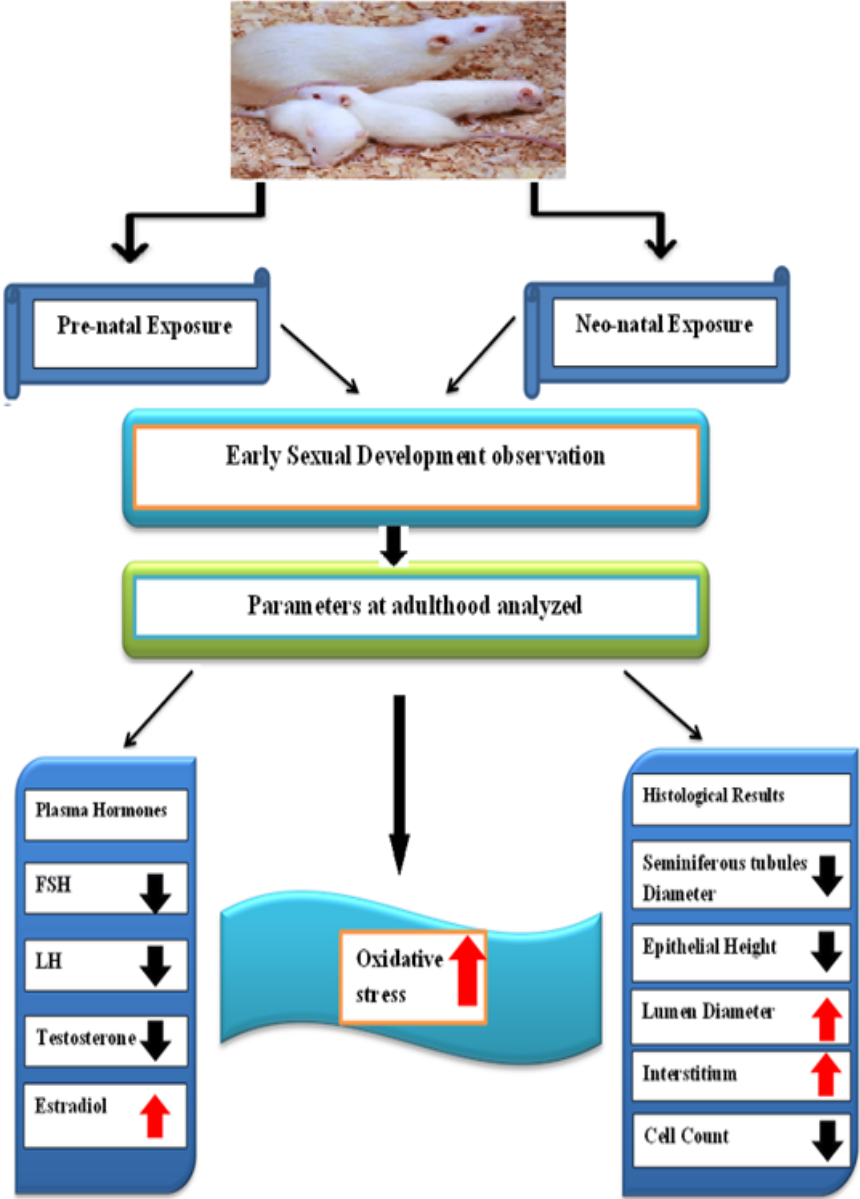 Pre-natal Exposure
Neo-natal Exposure
Early Sexual Development observation
Parameters at adulthood analyzed
Plasma Hormones
FSH
LH
Testosterone
Estradiol
Oxidative
stress
Histological Results
Seminiferous tubules
Diameter
Epithelial Height
Lumen Diameter
Interstitium
Cell Count